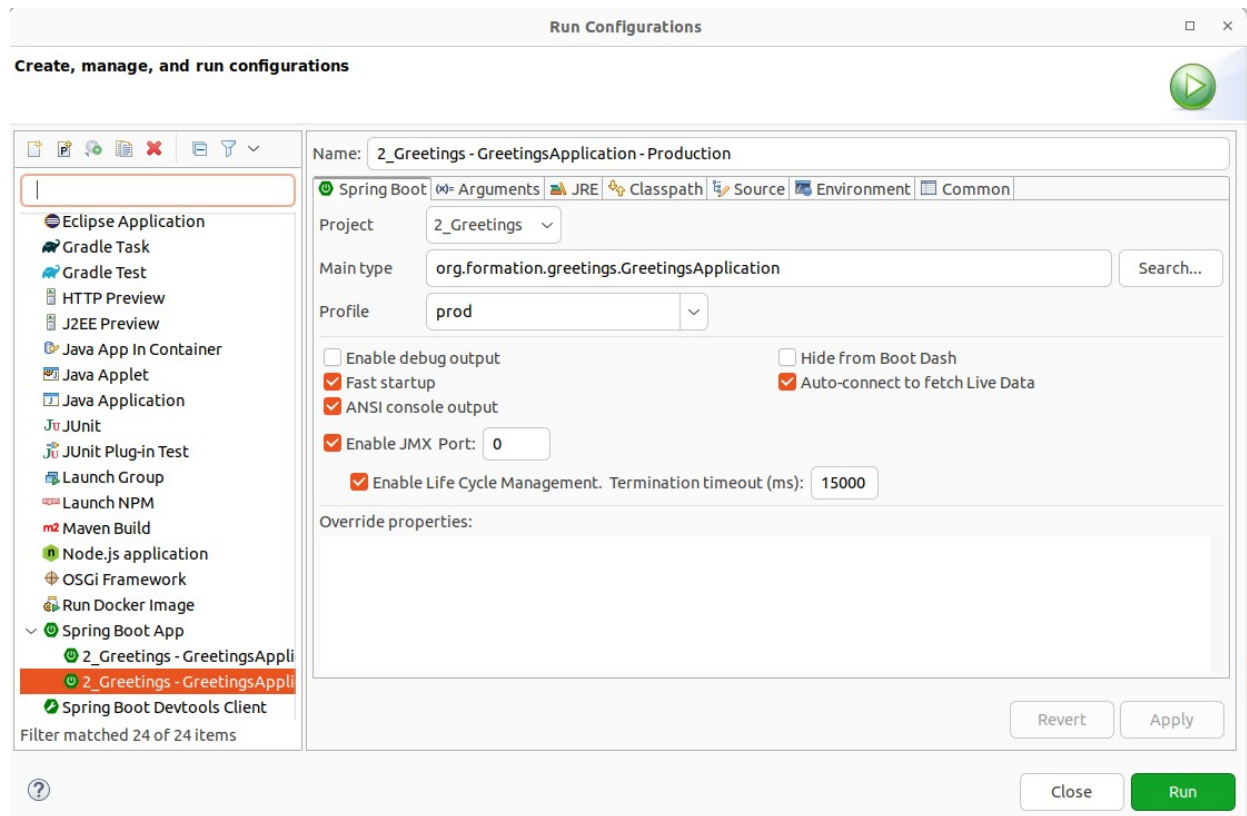 Run Configurations
Create, manage, and run configurations
Name: 2_Greetings - GreetingsApplication - Production
Spring Boot (x)= Arguments JRE Classpath Source Environment Common
Project 2_Greetings
Main type org.formation.greetings.GreetingsApplication Search...
Profile prod
Enable debug output Hide from Boot Dash
Fast startup Auto-connect to fetch Live Data
ANSI console output
Enable JMX Port: 0
Enable Life Cycle Management. Termination timeout (ms): 15000
Override properties:
Eclipse Application
Gradle Task
Gradle Test
HTTP Preview
J2EE Preview
Java App In Container
Java Applet
Java Application
Ju JUnit
JUnit Plug-in Test
Launch Group
Launch NPM
m2 Maven Build
Node.js application
OSGi Framework
Run Docker Image
Spring Boot App
2_Greetings - GreetingsAppli
2_Greetings - GreetingsAppli
Spring Boot Devtools Client
Filter matched 24 of 24 items
Revert Apply
Close Run